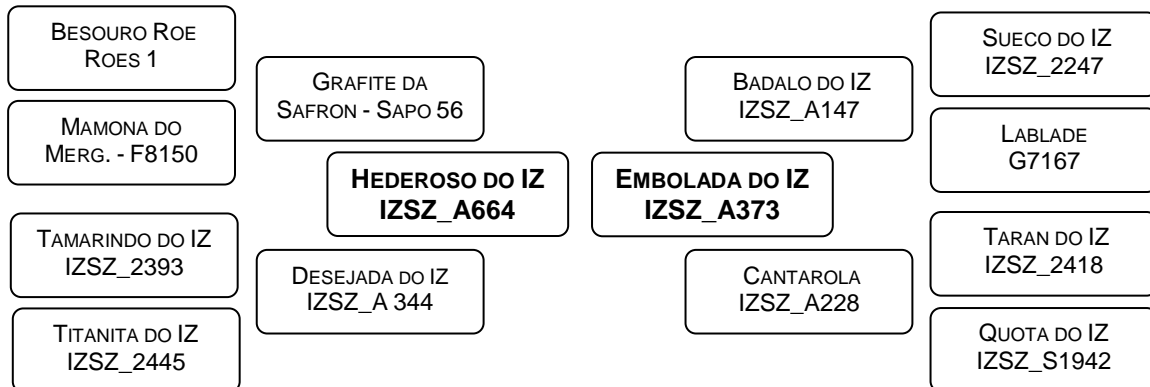 BESOURO ROE
ROES 1
MAMONA DO
MERG. - F8150
TAMARINDO DO IZ
IZSZ_2393
TITANITA DO IZ
IZSZ_2445
GRAFITE DA
SAFRON - SAPO 56
DESEJADA DO IZ
IZSZ_A 344
HEDEROSO DO IZ
IZSZ_A664
EMBOLADA DO IZ
IZSZ_A373
BADALO DO IZ
IZSZ_A147
CANTAROLA
IZSZ_A228
SUECO DO IZ
IZSZ_2247
LABLADE
G7167
TARAN DO IZ
IZSZ_2418
QUOTA DO IZ
IZSZ_S1942